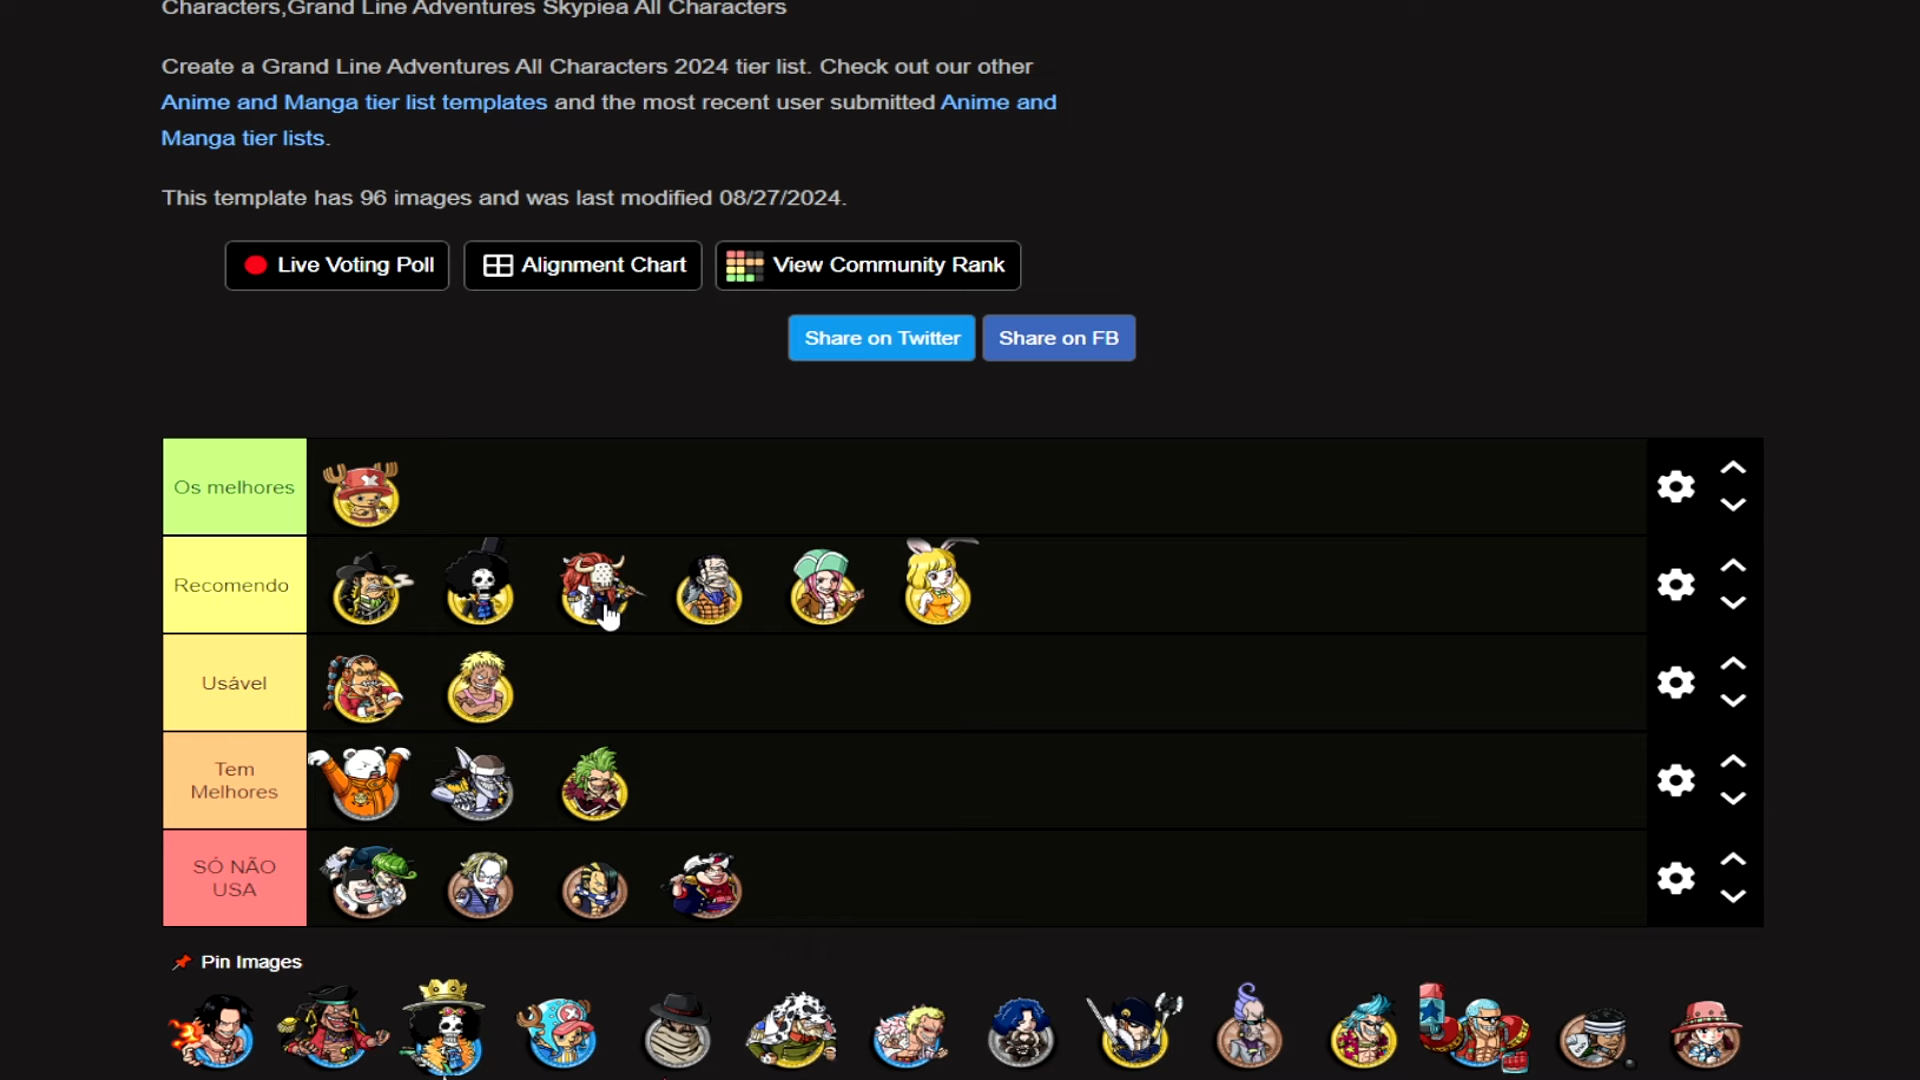 Characters,Grand Line Adventures Skypiea All Characters
Create a Grand Line Adventures All Characters 2024 tier list. Check out our other
Anime and Manga tier list templates and the most recent user submitted Anime and
Manga tier lists.
This template has 96 images and was last modified 08/27/2024.
Live Voting Poll
Alignment Chart
View Community Rank
Share on Twitter
Share on FB
Os melhores
Recomendo
Usável
Tem
Melhores
SÓ NÃO
USA
Pin Images